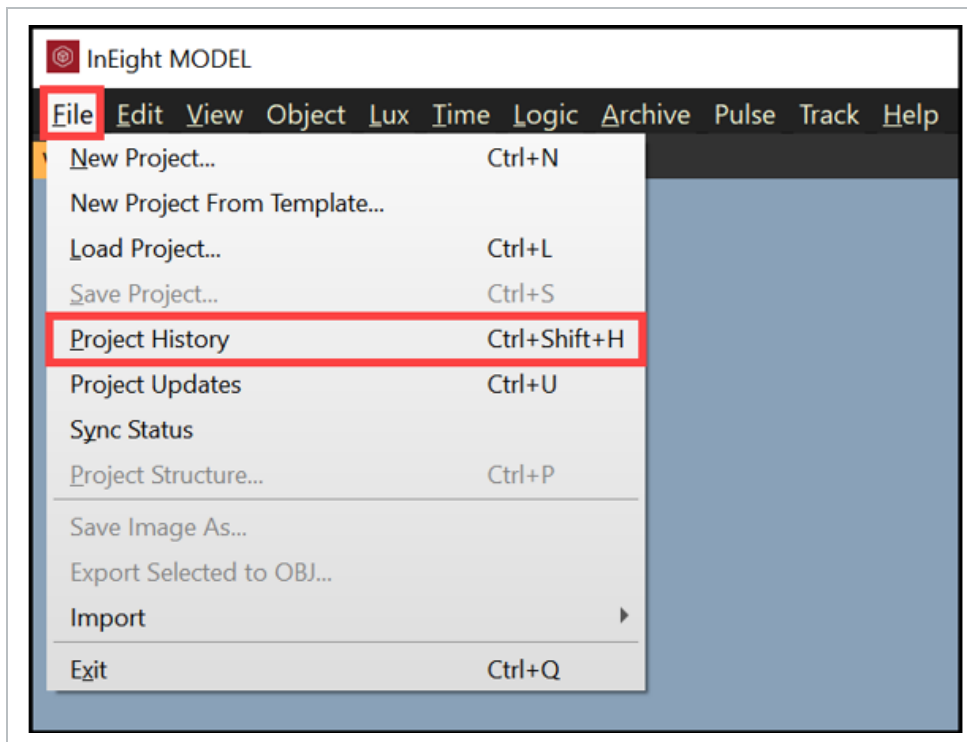 InEight MODEL
File Edit View Object Lux Time Logic Archive Pulse Track Help
New Project... Ctrl+N
New Project From Template...
Load Project... Ctrl+L
Save Project... Ctrl+S
Project History Ctrl+Shift+H
Project Updates Ctrl+U
Sync Status
Project Structure... Ctrl+P
Save Image As...
Export Selected to OBJ...
Import
Exit Ctrl+Q